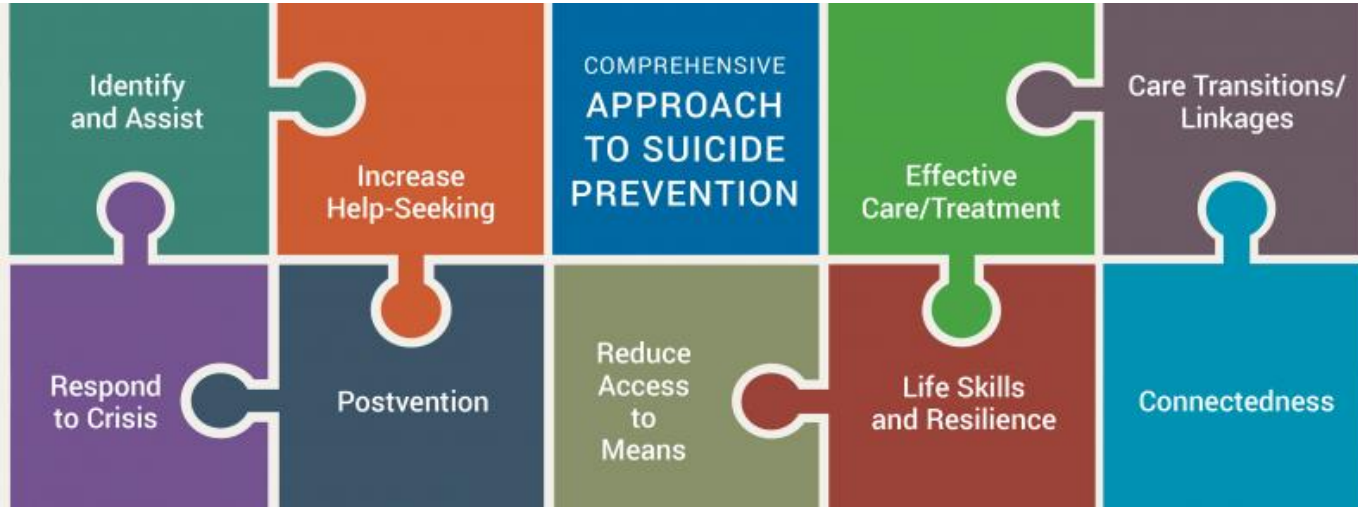 Identify
and Assist
Increase
Help-Seeking
COMPREHENSIVE
APPROACH
TO SUICIDE
PREVENTION
Effective
Care/Treatment
Care Transitions/
Linkages
Respond
to Crisis
Postvention
Reduce
Access
to
Means
Life Skills
and Resilience
Connectedness